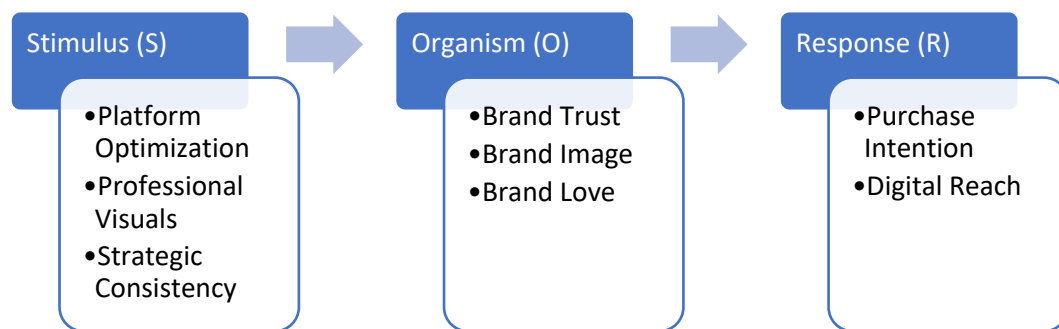 Stimulus (S)
•Platform
Optimization
•Professional
Visuals
•Strategic
Consistency
Organism (O)
•Brand Trust
•Brand Image
•Brand Love
Response (R)
•Purchase
Intention
•Digital Reach